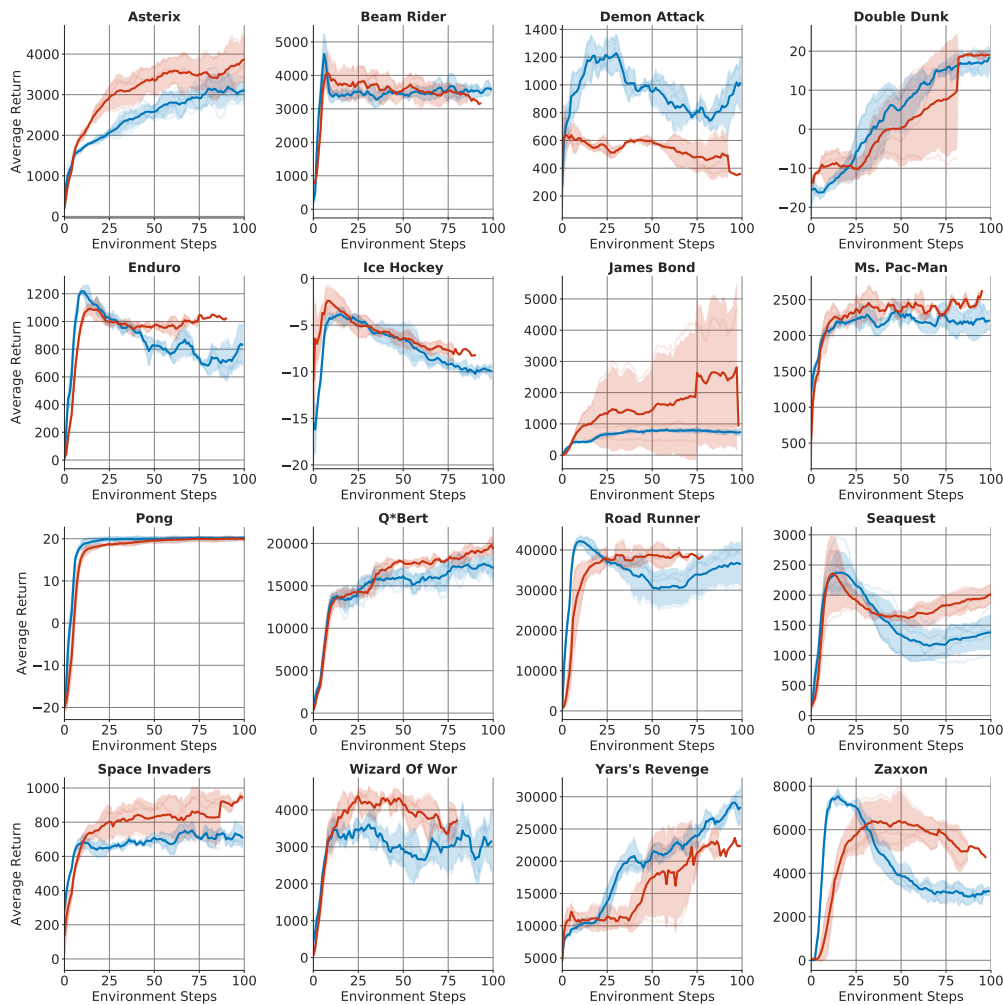 Asterix
Average Return
4000
3000
2000
1000
0
0 25 50 75 100
Environment Steps
Beam Rider
5000
4000
3000
2000
1000
0
0 25 50 75 100
Environment Steps
Demon Attack
1400
1200
1000
800
600
400
200
0 25 50 75 100
Environment Steps
Double Dunk
20
10
0
−10
−20
0 25 50 75 100
Environment Steps
Enduro
Average Return
1200
1000
800
600
400
200
0
0 25 50 75 100
Environment Steps
Ice Hockey
0
−5
−10
−15
−20
0 25 50 75 100
Environment Steps
James Bond
5000
4000
3000
2000
1000
0
0 25 50 75 100
Environment Steps
Ms. Pac-Man
2500
2000
1500
1000
500
0 25 50 75 100
Environment Steps
Pong
Average Return
20
10
0
−10
−20
0 25 50 75 100
Environment Steps
Q*Bert
20000
15000
10000
5000
0
0 25 50 75 100
Environment Steps
Road Runner
40000
30000
20000
10000
0
0 25 50 75 100
Environment Steps
Seaquest
3000
2500
2000
1500
1000
500
0
0 25 50 75 100
Environment Steps
Space Invaders
Average Return
1000
800
600
400
200
0
0 25 50 75 100
Environment Steps
Wizard Of Wor
4000
3000
2000
1000
0
0 25 50 75 100
Environment Steps
Yars's Revenge
30000
25000
20000
15000
10000
5000
0 25 50 75 100
Environment Steps
Zaxxon
8000
6000
4000
2000
0
0 25 50 75 100
Environment Steps